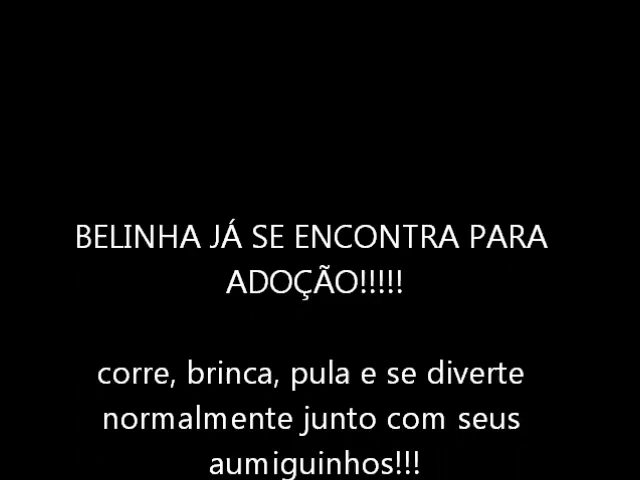 BELINHA JÁ SE ENCONTRA PARA
ADOÇÃO!!!!!
corre, brinca, pula e se diverte
normalmente junto com seus
aumiguinhos!!!